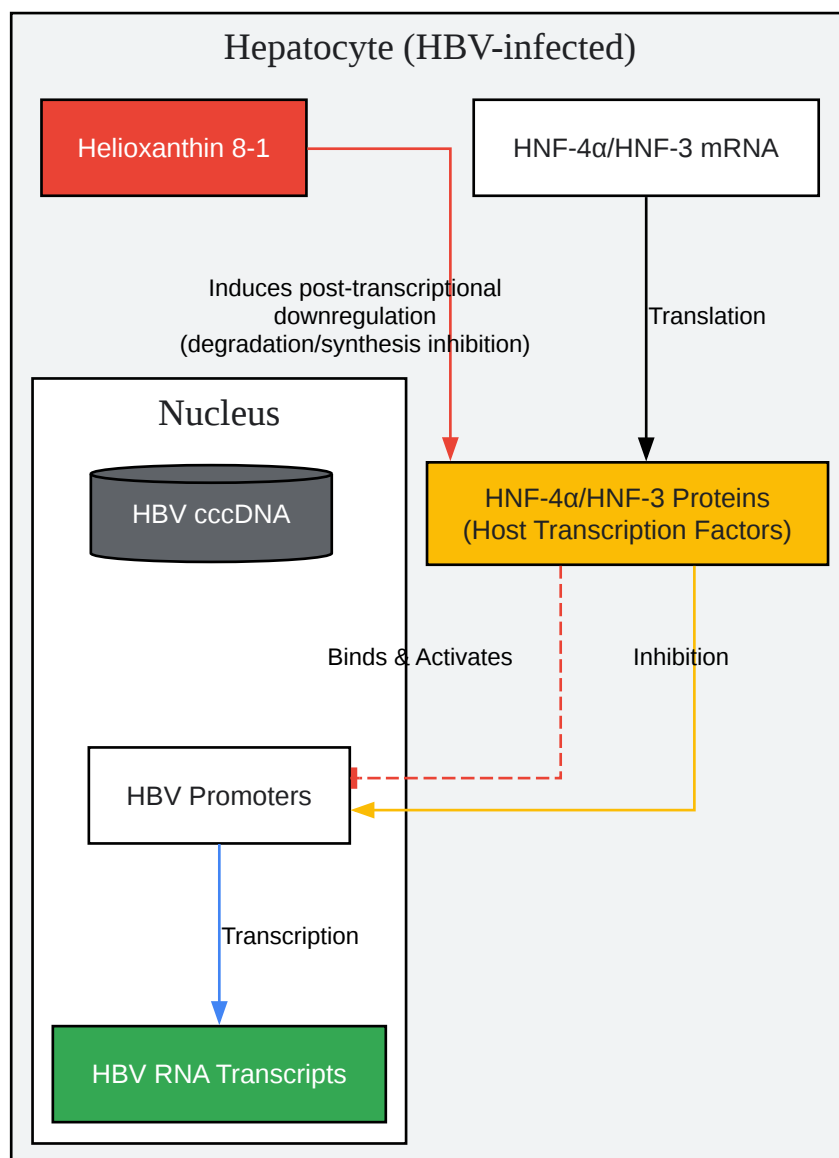 Hepatocyte (HBV-infected)
Helioxanthin 8-1
HNF-4α/HNF-3 mRNA
Induces post-transcriptional
downregulation
(degradation/synthesis inhibition)
Translation
Nucleus
HBV cccDNA
HNF-4α/HNF-3 Proteins
(Host Transcription Factors)
Binds & Activates
Inhibition
HBV Promoters
Transcription
HBV RNA Transcripts